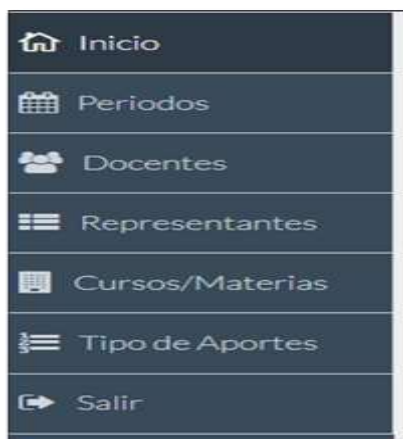 Inicio
Periodos
Docentes
Representantes
Cursos/Materias
Tipo de Aportes
Salir